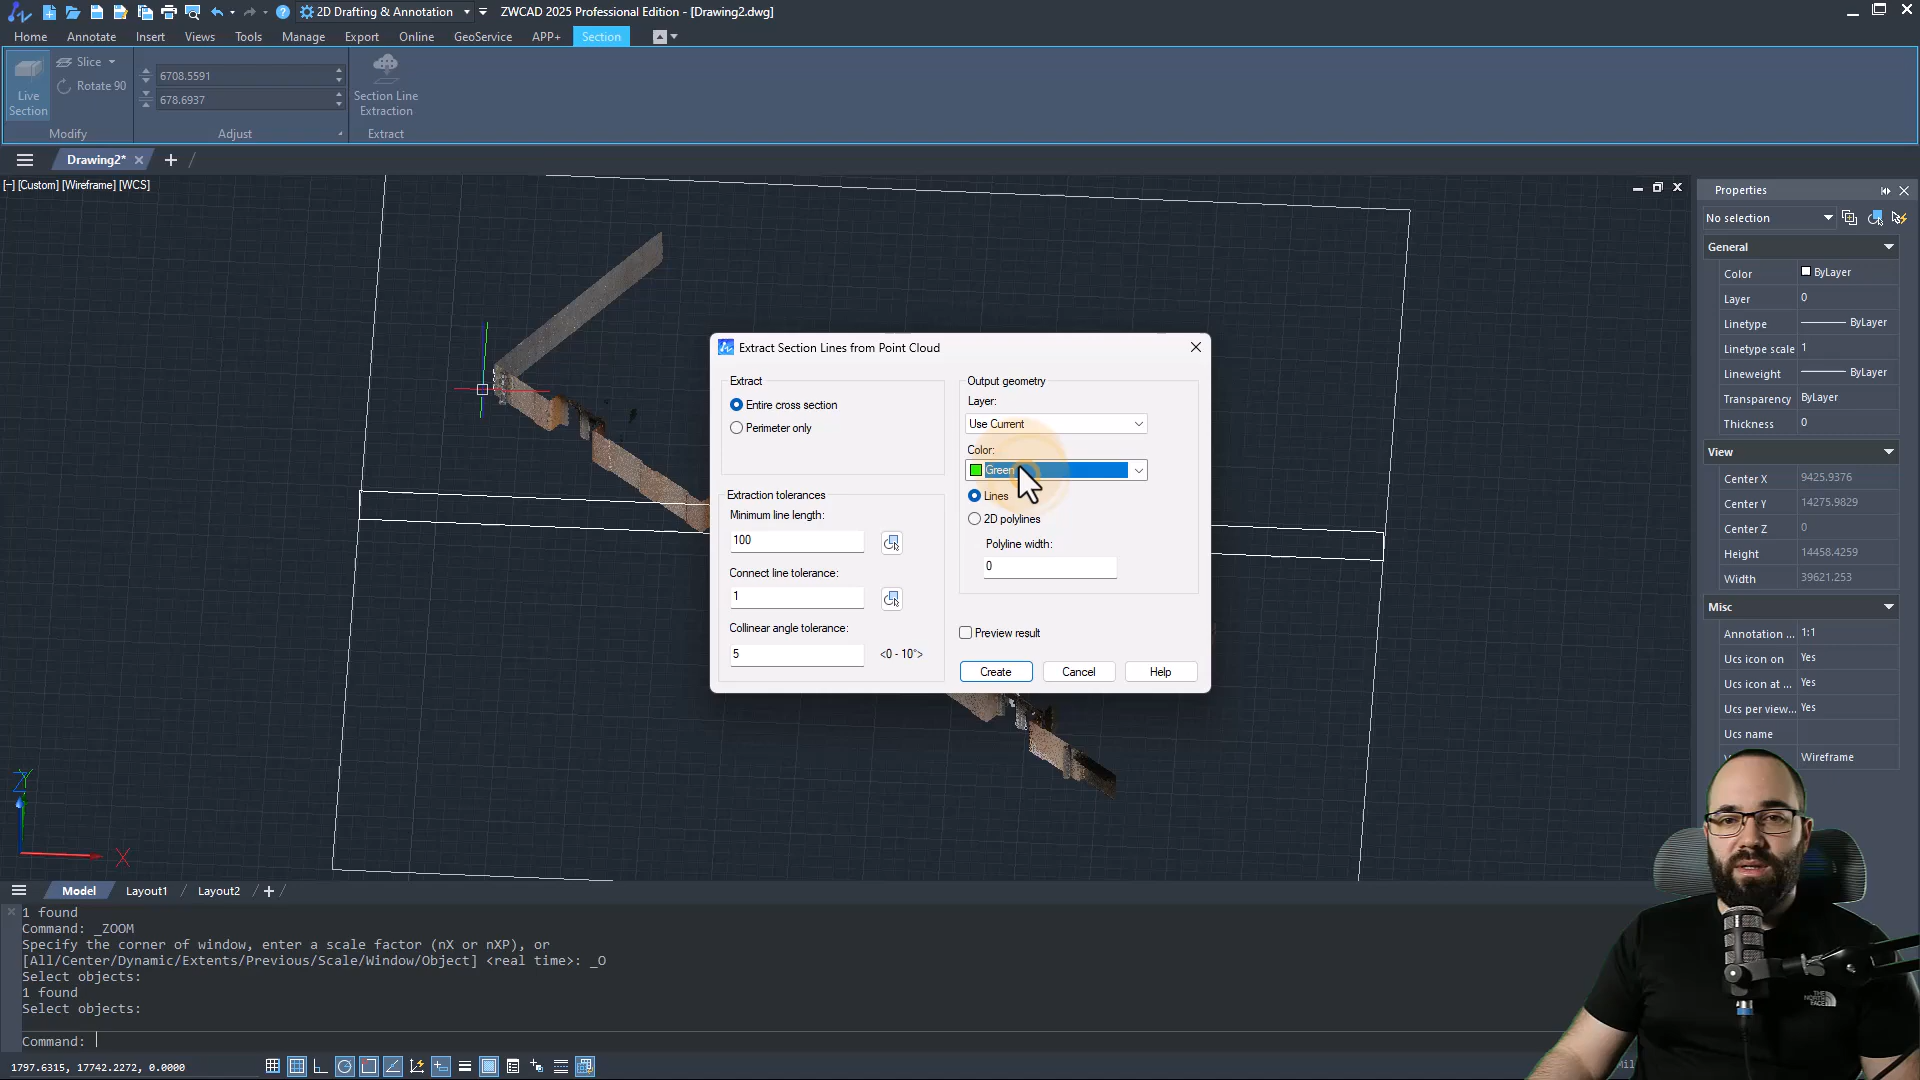 2D Drafting & Annotation
ZWCAD 2025 Professional Edition - [Drawing2.dwg]
Home
Annotate
Insert
Views
Tools
Manage
Export
Online
GeoService
APP+
Section
Live
Section
Slice
Rotate 90
Modify
6708.5591
678.6937
Adjust
Section Line
Extraction
Extract
Drawing2*
[−] [Custom] [Wireframe] [WCS]
Extract Section Lines from Point Cloud
Extract
Entire cross section
Perimeter only
Extraction tolerances
Minimum line length:
100
Connect line tolerance:
1
Collinear angle tolerance:
5
<0 - 10°>
Output geometry
Layer:
Use Current
Color:
Green
Lines
2D polylines
Polyline width:
0
Preview result
Create
Cancel
Help
Properties
No selection
General
Color ByLayer
Layer 0
Linetype ByLayer
Linetype scale 1
Lineweight ByLayer
Transparency ByLayer
Thickness 0
View
Center X 9425.9376
Center Y 14275.9829
Center Z 0
Height 14458.4259
Width 39621.253
Misc
Annotation ... 1:1
Ucs icon on Yes
Ucs icon at ... Yes
Ucs per view... Yes
Ucs name
Wireframe
Z
Y
X
Model
Layout1
Layout2
1 found
Command: _ZOOM
Specify the corner of window, enter a scale factor (nX or nXP), or
[All/Center/Dynamic/Extents/Previous/Scale/Window/Object] <real time>: _O
Select objects:
1 found
Select objects:
Command:
1797.6315, 17742.2272, 0.0000
THE
NORTH
FACE